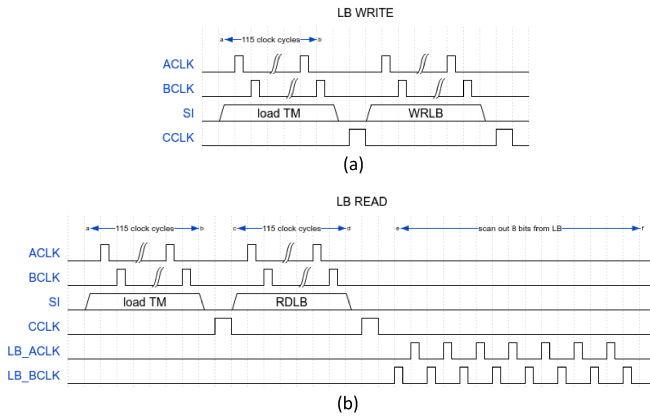 LB WRITE
a 115 clock cycles b
ACLK
BCLK
SI load TM WRLB
CCLK
(a)
LB READ
a 115 clock cycles b c 115 clock cycles d e scan out 8 bits from LB f
ACLK
BCLK
SI load TM RDLB
CCLK
LB_ACLK
LB_BCLK
(b)